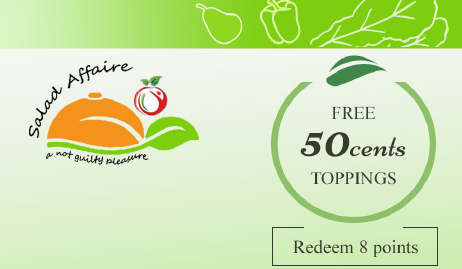 Salad Affaire
a not guilty pleasure
FREE
50cents
TOPPINGS
Redeem 8 points